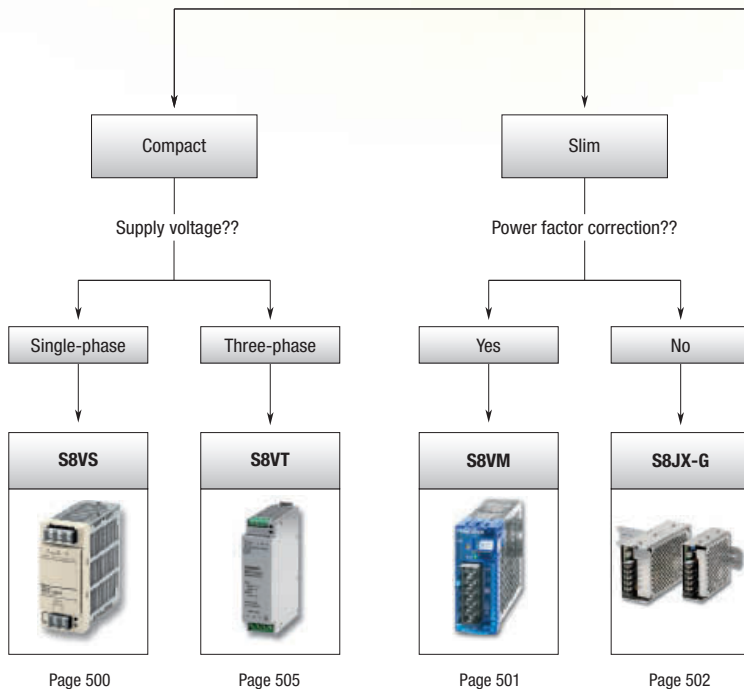 Compact
Slim
Supply voltage??
Power factor correction??
Single-phase
Three-phase
Yes
No
S8VS
S8VT
S8VM
S8JX-G
Page 500
Page 505
Page 501
Page 502